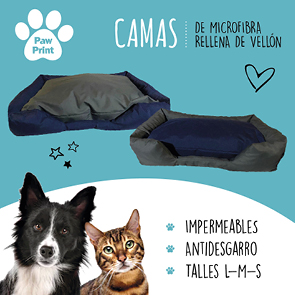 Paw
Print
CAMAS
DE MICROFIBRA
RELLENA DE VELLÓN
IMPERMEABLES
ANTIDESGARRO
TALLES L-M-S